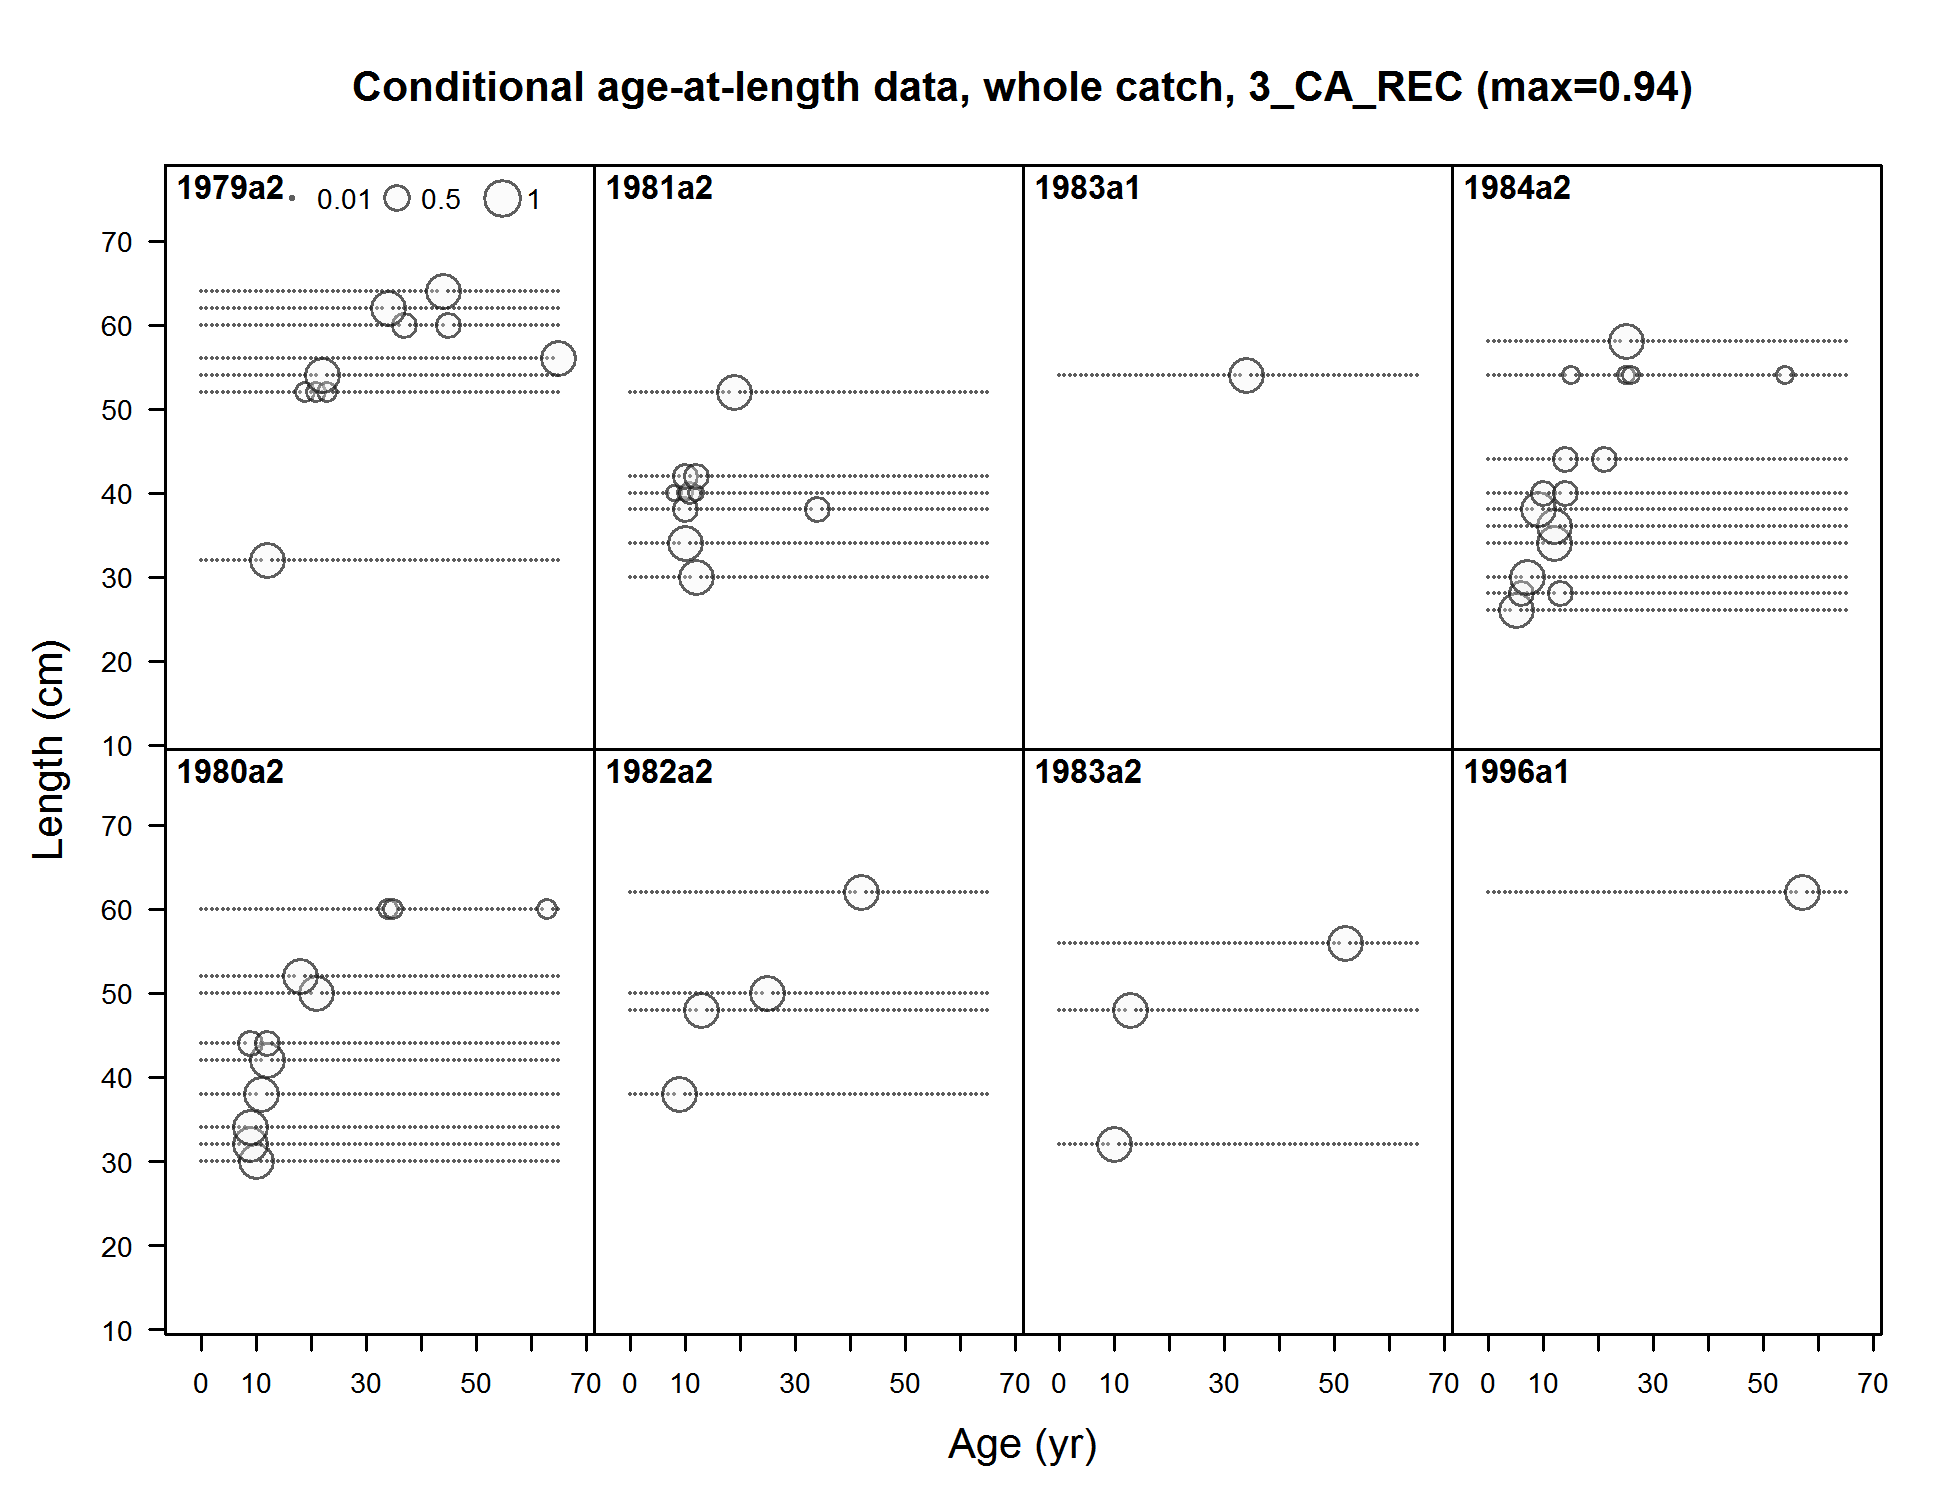 Conditional age-at-length data, whole catch, 3_CA_REC (max=0.94)
1979a2 0.01 0.5 1
1981a2
1983a1
1984a2
70
60
50
40
30
20
10
1980a2
1982a2
1983a2
1996a1
70
60
50
40
30
20
10
Length (cm)
0 10 30 50 70 0 10 30 50 70 0 10 30 50 70 0 10 30 50 70
Age (yr)